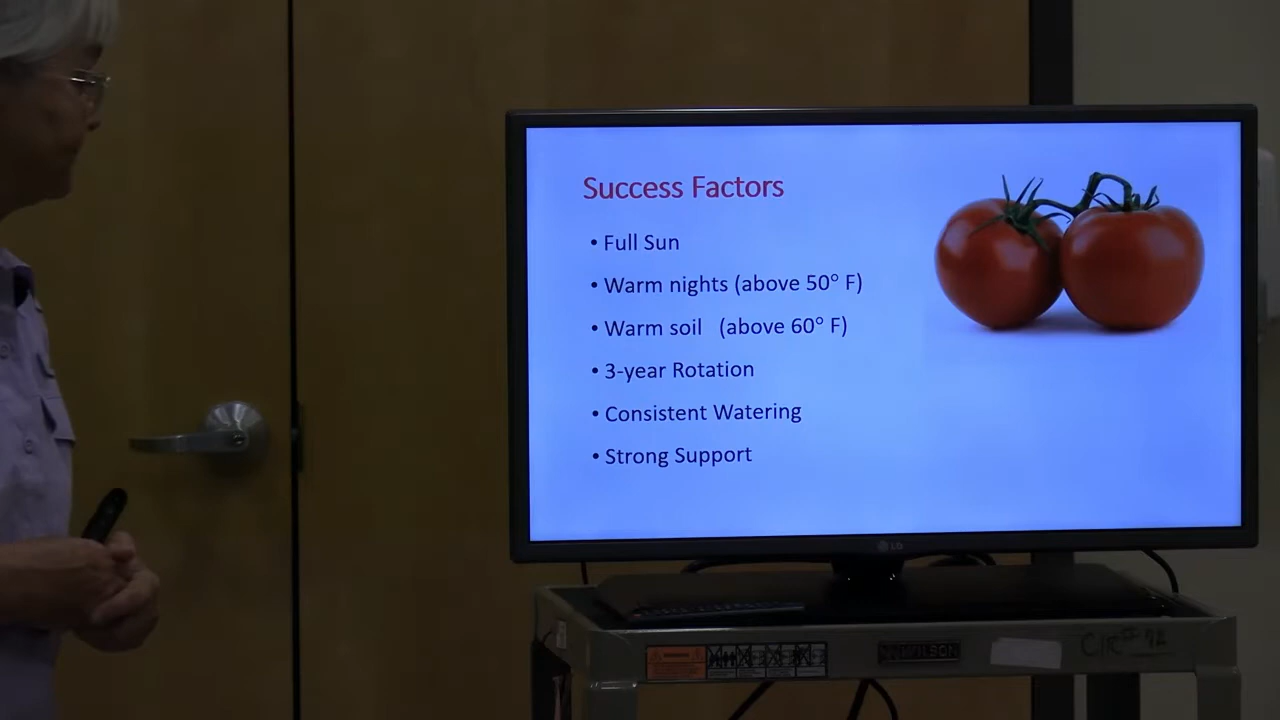 Success Factors
• Full Sun
• Warm nights (above 50° F)
• Warm soil (above 60° F)
• 3-year Rotation
• Consistent Watering
• Strong Support
LG
WILSON